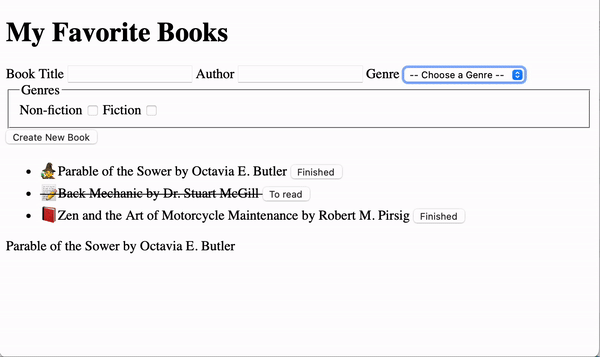 My Favorite Books
Book Title Author Genre -- Choose a Genre --
Genres
Non-fiction Fiction
Create New Book
Parable of the Sower by Octavia E. Butler Finished
Back Mechanic by Dr. Stuart McGill To read
Zen and the Art of Motorcycle Maintenance by Robert M. Pirsig Finished
Parable of the Sower by Octavia E. Butler